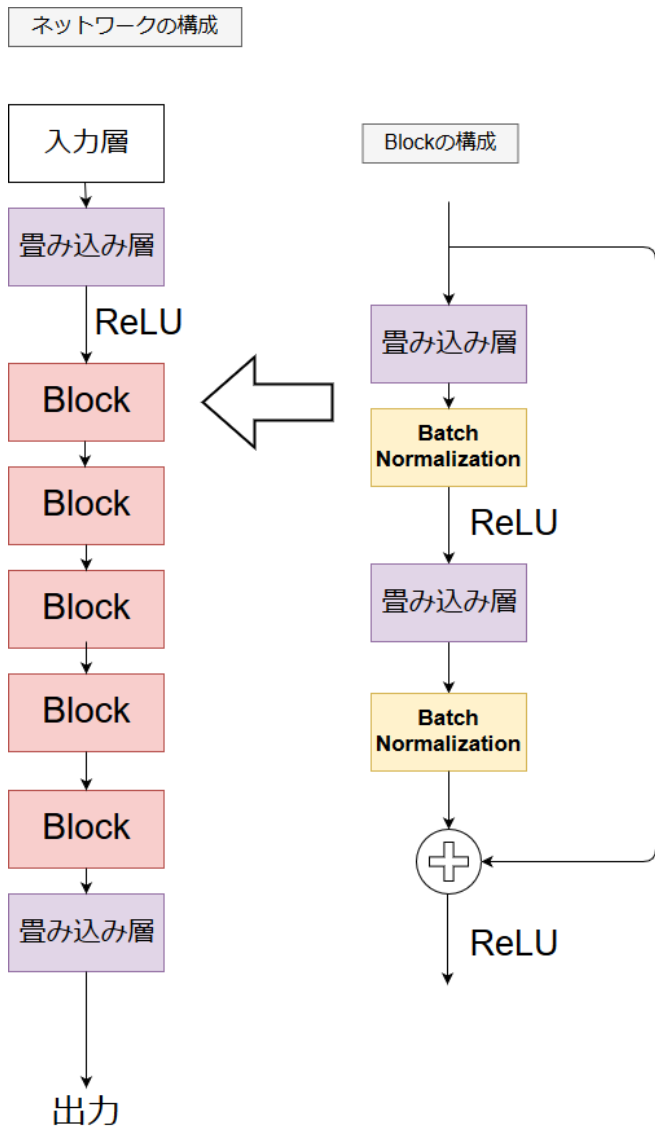 ネットワークの構成
入力層
畳み込み層
ReLU
Block
Block
Block
Block
Block
畳み込み層
出力
Blockの構成
畳み込み層
Batch
Normalization
ReLU
畳み込み層
Batch
Normalization
ReLU